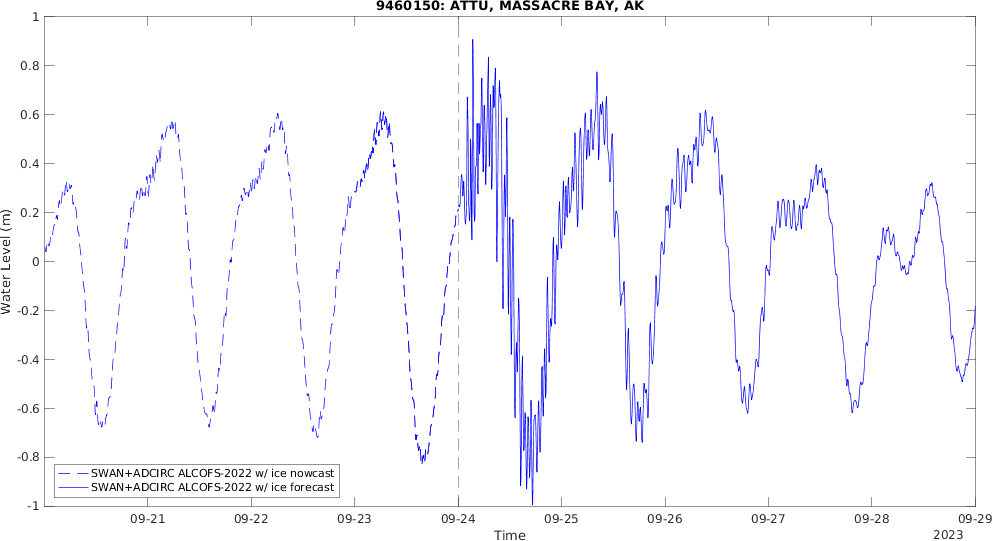 9460150: ATTU, MASSACRE BAY, AK
Water Level (m)
1
0.8
0.6
0.4
0.2
0
-0.2
-0.4
-0.6
-0.8
-1
SWAN+ADCIRC ALCOFS-2022 w/ ice nowcast
SWAN+ADCIRC ALCOFS-2022 w/ ice forecast
09-21 09-22 09-23 09-24 09-25 09-26 09-27 09-28 09-29
Time
2023